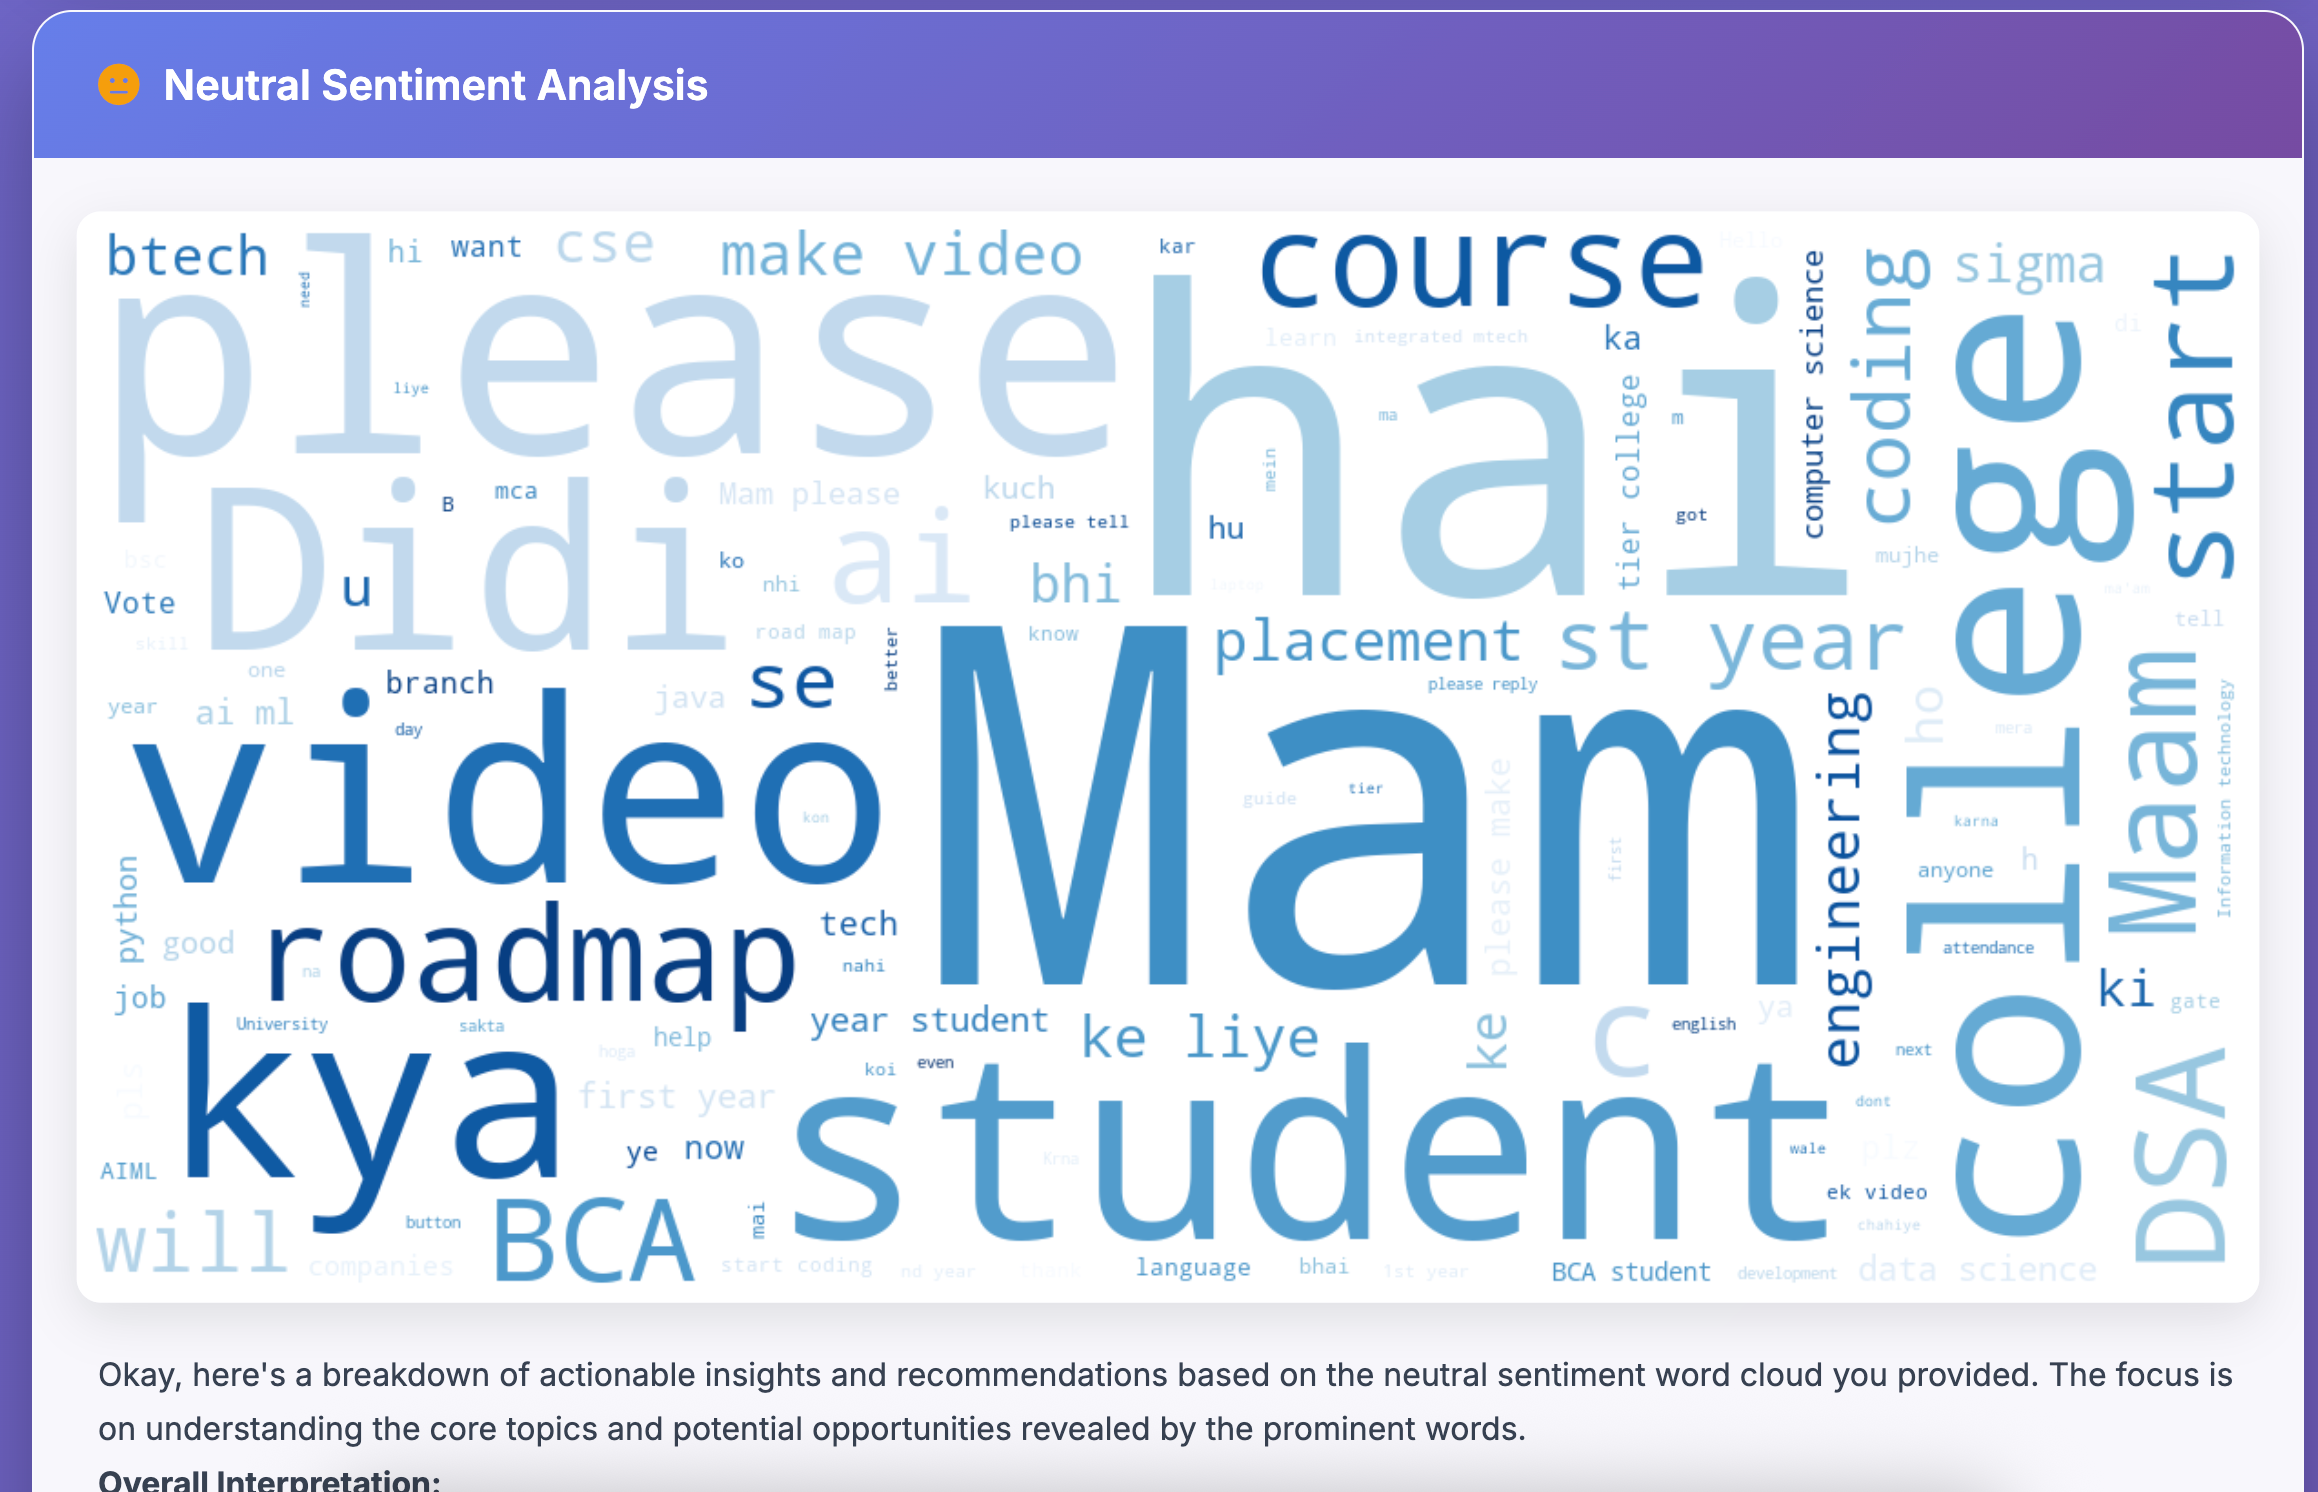 Neutral Sentiment Analysis
btech
need
hi
want
cse
make video
kar
course
Hello
computer science
coding
sigma
start
please
liye
hai
learn
integrated mtech
ka
di
ma
mein
tier college
m
got
mujhe
college
Didi
B
mca
Mam please
kuch
please tell
hu
ai
ko
nhi
bhi
laptop
ma'am
tell
bsc
Vote
u
skill
road map
better
know
placement
st year
please reply
one
branch
year
ai ml
java
se
day
video
kon
Mam
guide
tier
please make
first
engineering
ho
mera
Maam
Information technology
karna
anyone
h
attendance
python
good
na
roadmap
tech
nahi
job
University
sakta
hoga
help
year student
ke liye
ke
C
english
ya
next
ki
gate
pls
kya
koi
even
first year
student
dont
DSA
ye
now
Krna
wale
plz
AIML
ek video
will
button
BCA
mai
chahiye
companies
start coding
nd year
thank
language
bhai
1st year
BCA student
development
data science
Okay, here's a breakdown of actionable insights and recommendations based on the neutral sentiment word cloud you provided. The focus is
on understanding the core topics and potential opportunities revealed by the prominent words.
Overall Interpretation: